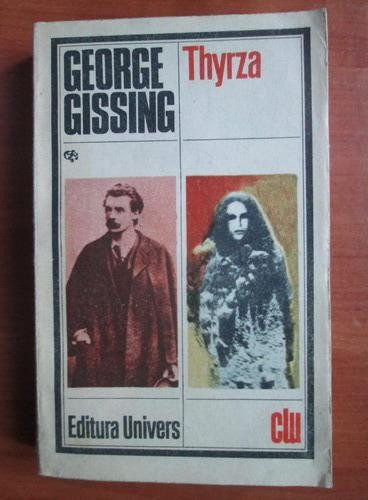 GEORGE
GISSING
Thyrza
Editura Univers
clu